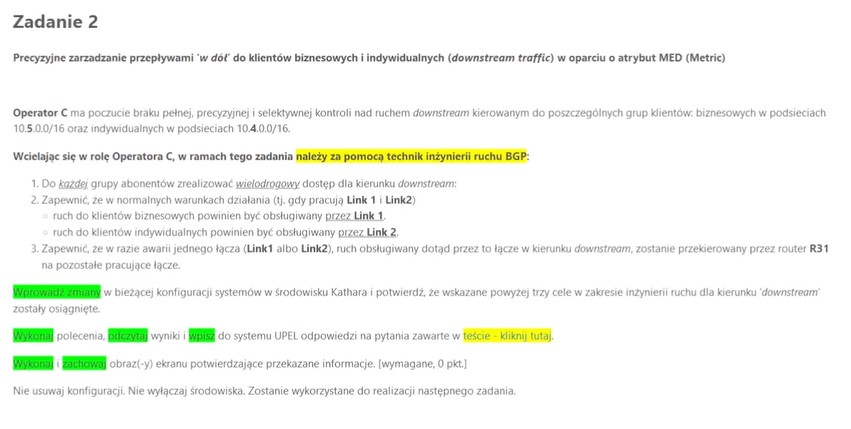 Zadanie 2
Precyzyjne zarzadzanie przepływami 'w dół' do klientów biznesowych i indywidualnych (downstream traffic) w oparciu o atrybut MED (Metric)
Operator C ma poczucie braku pełnej, precyzyjnej i selektywnej kontroli nad ruchem downstream kierowanym do poszczególnych grup klientów: biznesowych w podsieciach
10.5.0.0/16 oraz indywidualnych w podsieciach 10.4.0.0/16.
Wcielając się w rolę Operatora C, w ramach tego zadania należy za pomocą technik inżynierii ruchu BGP:
1. Do każdej grupy abonentów zrealizować wielodrogowy dostęp dla kierunku downstream:
2. Zapewnić, że w normalnych warunkach działania (tj. gdy pracują Link 1 i Link2)
○ ruch do klientów biznesowych powinien być obsługiwany przez Link 1.
○ ruch do klientów indywidualnych powinien być obsługiwany przez Link 2.
3. Zapewnić, że w razie awarii jednego łącza (Link1 albo Link2), ruch obsługiwany dotąd przez to łącze w kierunku downstream, zostanie przekierowany przez router R31
na pozostałe pracujące łącze.
Wprowadź zmiany w bieżącej konfiguracji systemów w środowisku Kathara i potwierdź, że wskazane powyżej trzy cele w zakresie inżynierii ruchu dla kierunku 'downstream'
zostały osiągnięte.
Wykonaj polecenia, odczytaj wyniki i wpisz do systemu UPEL odpowiedzi na pytania zawarte w teście - kliknij tutaj.
Wykonaj i zachowaj obraz(-y) ekranu potwierdzające przekazane informacje. [wymagane, 0 pkt.]
Nie usuwaj konfiguracji. Nie wyłączaj środowiska. Zostanie wykorzystane do realizacji następnego zadania.